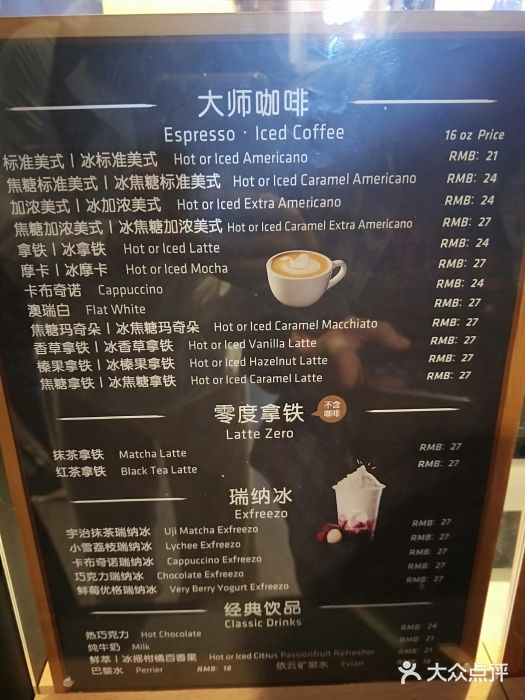 大师咖啡
Espresso · Iced Coffee 16 oz Price
标准美式丨冰标准美式 Hot or Iced Americano RMB: 21
焦糖标准美式丨冰焦糖标准美式 Hot or Iced Caramel Americano RMB: 24
加浓美式丨冰加浓美式 Hot or Iced Extra Americano RMB: 24
焦糖加浓美式丨冰焦糖加浓美式 Hot or Iced Caramel Extra Americano RMB: 27
拿铁丨冰拿铁 Hot or Iced Latte RMB: 24
摩卡丨冰摩卡 Hot or Iced Mocha RMB: 27
卡布奇诺 Cappuccino RMB: 24
澳瑞白 Flat White RMB: 27
焦糖玛奇朵丨冰焦糖玛奇朵 Hot or Iced Caramel Macchiato RMB: 27
香草拿铁丨冰香草拿铁 Hot or Iced Vanilla Latte RMB: 27
榛果拿铁丨冰榛果拿铁 Hot or Iced Hazelnut Latte RMB: 27
焦糖拿铁丨冰焦糖拿铁 Hot or Iced Caramel Latte RMB: 27
零度拿铁 不含咖啡
Latte Zero
抹茶拿铁 Matcha Latte RMB: 27
红茶拿铁 Black Tea Latte RMB: 27
瑞纳冰
Exfreezo
宇治抹茶瑞纳冰 Uji Matcha Exfreezo RMB: 27
小雪荔枝瑞纳冰 Lychee Exfreezo RMB: 27
卡布奇诺瑞纳冰 Cappuccino Exfreezo RMB: 27
巧克力瑞纳冰 Chocolate Exfreezo RMB: 27
鲜莓优格瑞纳冰 Very Berry Yogurt Exfreezo RMB: 27
经典饮品
Classic Drinks
热巧克力 Hot Chocolate RMB: 24
纯牛奶 Milk RMB:
鲜萃丨冰摇柑橘百香果 Hot or Iced Citrus Passionfruit Refresher RMB:
巴黎水 Perrier RMB: 18 依云矿泉水 Evian 18
大众点评